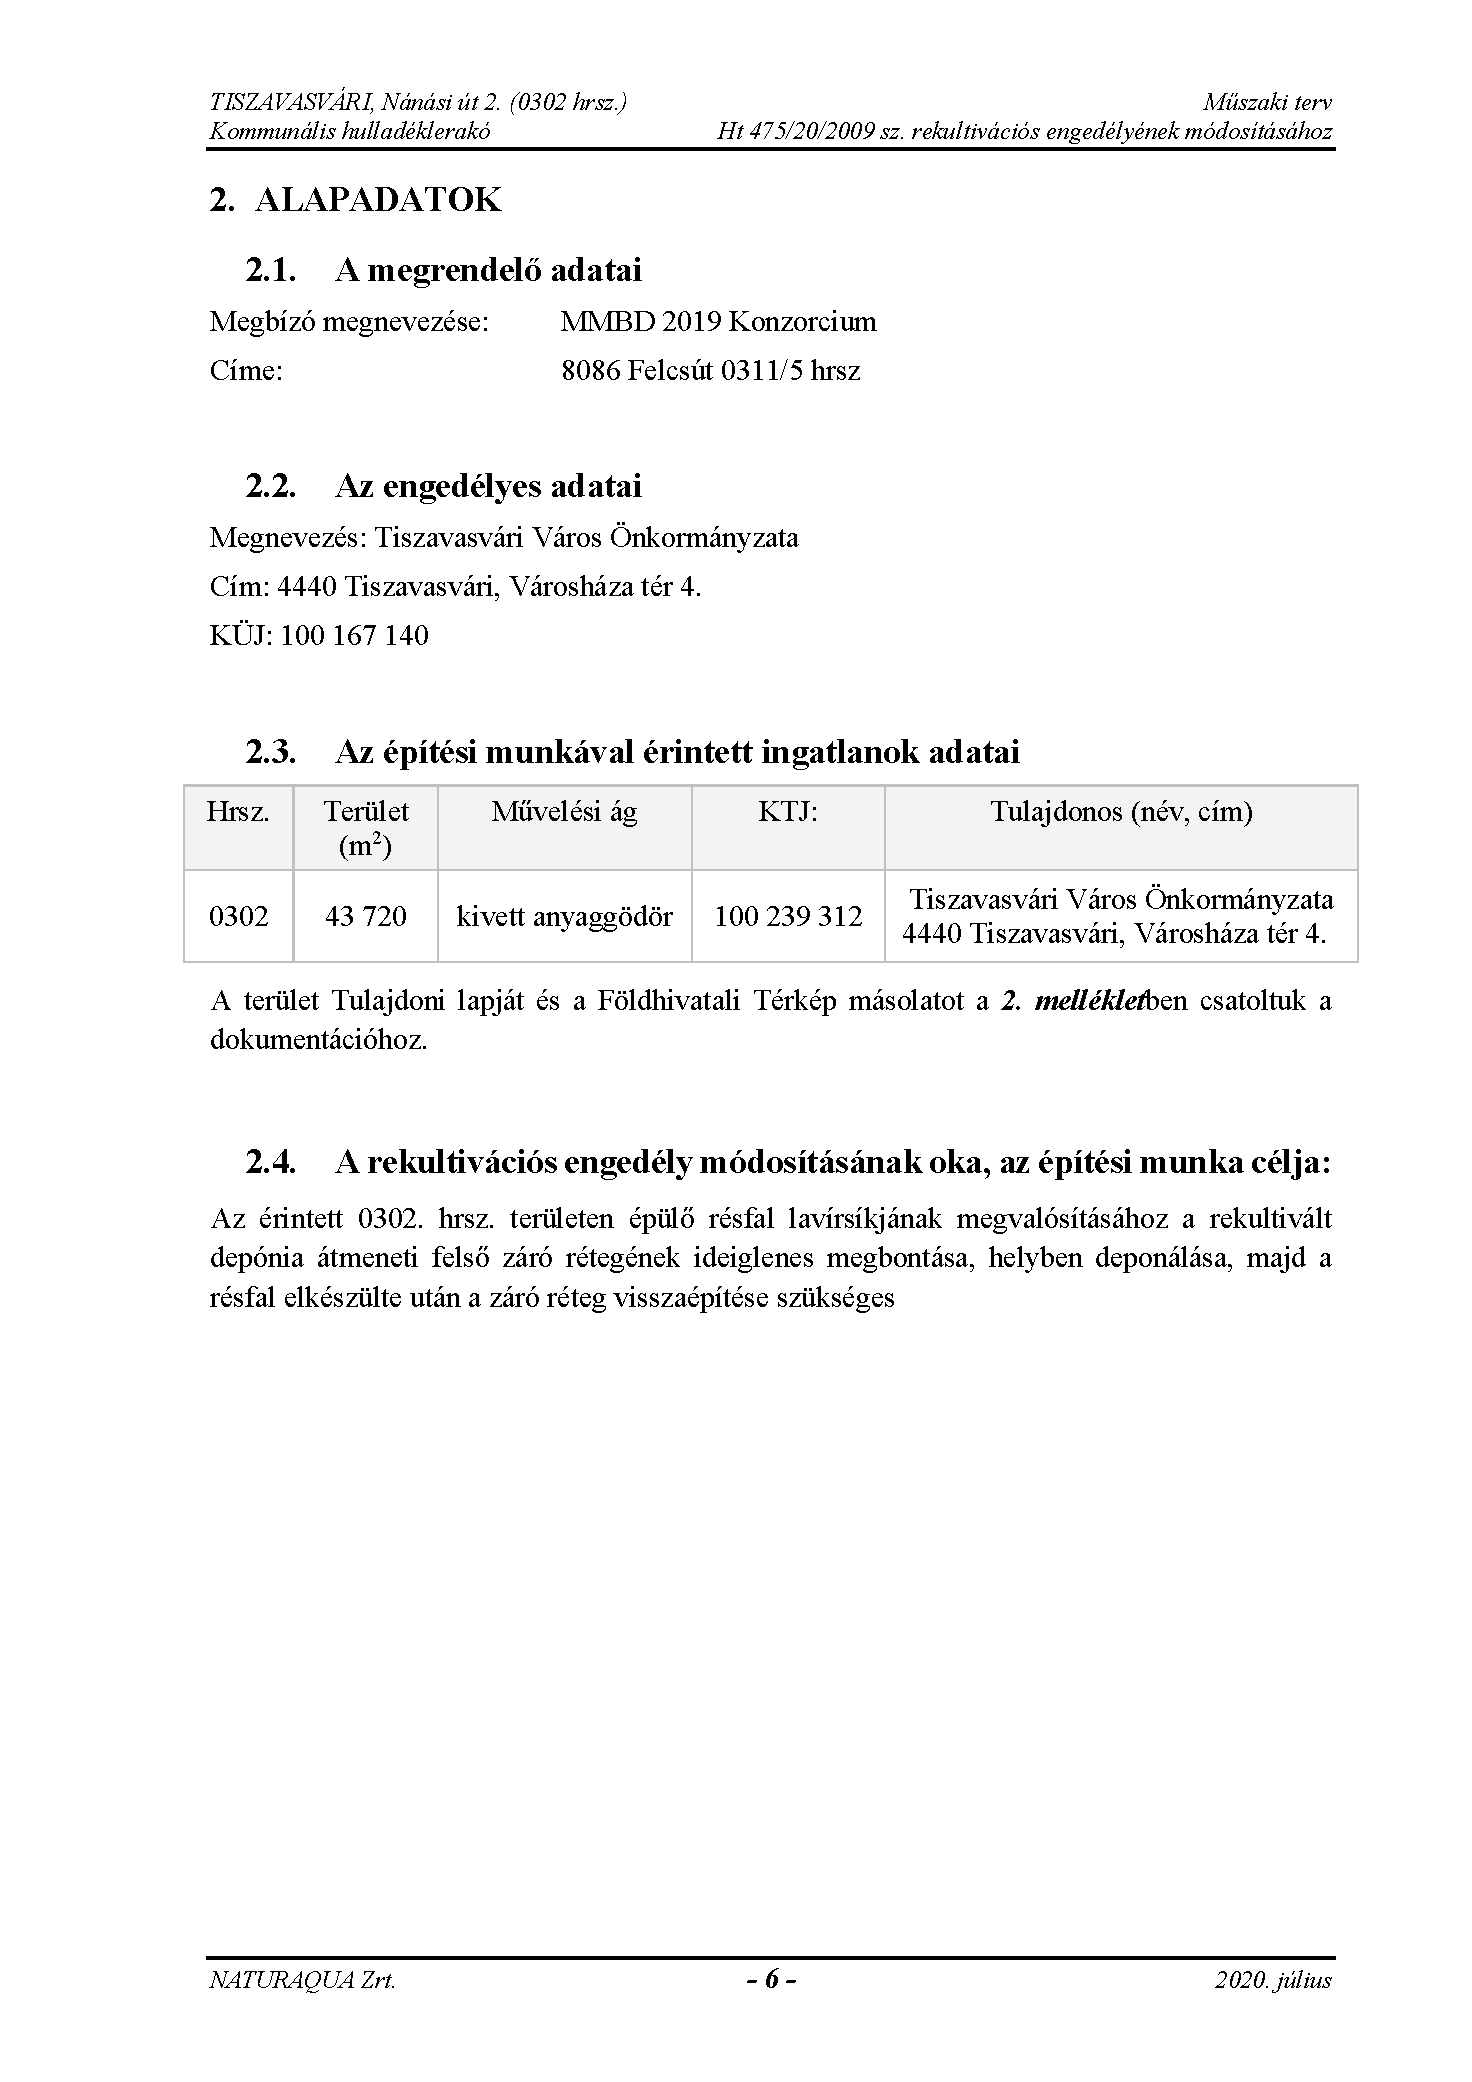 TISZAVASVÁRI, Nánási út 2. (0302 hrsz.) Műszaki terv
Kommunális hulladéklerakó Ht 475/20/2009 sz. rekultivációs engedélyének módosításához
2. ALAPADATOK
2.1. A megrendelő adatai
Megbízó megnevezése: MMBD 2019 Konzorcium
Címe: 8086 Felcsút 0311/5 hrsz
2.2. Az engedélyes adatai
Megnevezés: Tiszavasvári Város Önkormányzata
Cím: 4440 Tiszavasvári, Városháza tér 4.
KÜJ: 100 167 140
2.3. Az építési munkával érintett ingatlanok adatai
Hrsz. Terület (m²) Művelési ág KTJ: Tulajdonos (név, cím)
0302 43 720 kivett anyaggödör 100 239 312 Tiszavasvári Város Önkormányzata
4440 Tiszavasvári, Városháza tér 4.
A terület Tulajdoni lapját és a Földhivatali Térkép másolatot a 2. mellékletben csatoltuk a
dokumentációhoz.
2.4. A rekultivációs engedély módosításának oka, az építési munka célja:
Az érintett 0302. hrsz. területen épülő résfal lavírsíkjának megvalósításához a rekultivált
depónia átmeneti felső záró rétegének ideiglenes megbontása, helyben deponálása, majd a
résfal elkészülte után a záró réteg visszaépítése szükséges
NATURAQUA Zrt. - 6 - 2020. július